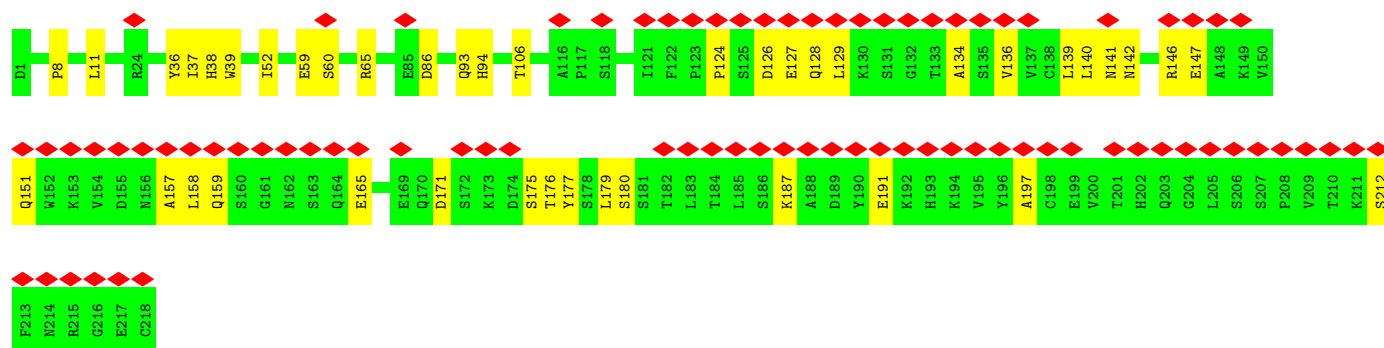 D1 P8 L11 R24 Y36 I37 H38 W39 I52 E59 S60 R65 E85 D86 Q93 H94 T106 A116 P117 S118 I121 F122 P123 P124 S125 D126 E127 Q128 L129 K130 S131 G132 T133 A134 S135 V136 V137 C138 L139 L140 N141 N142 R146 E147 A148 K149 V150
Q151 W152 K153 V154 D155 N156 A157 L158 Q159 S160 G161 N162 S163 Q164 E165 E169 Q170 D171 S172 K173 D174 S175 T176 Y177 S178 L179 S180 S181 T182 L183 T184 L185 S186 K187 A188 D189 Y190 E191 K192 H193 K194 V195 Y196 A197 C198 E199 V200 T201 H202 Q203 G204 L205 S206 S207 P208 V209 T210 K211 S212
F213 N214 R215 G216 E217 C218